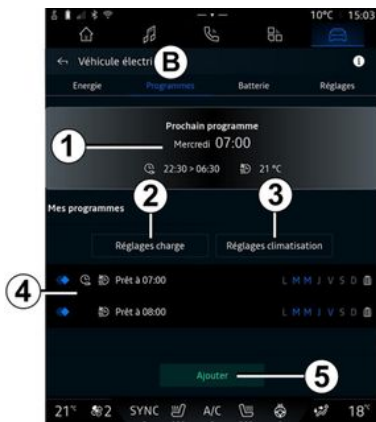 10°C 15:03
Véhicule électri B
Energie Programmes Batterie Réglages
Prochain programme
1 Mercredi 07:00
22:30 > 06:30 21 °C
2 3
Mes programmes
Réglages charge Réglages climatisation
4 Prêt à 07:00 L M M J V S D
Prêt à 08:00 L M M J V S D
Ajouter 5
21°C 2 SYNC A/C 18°C